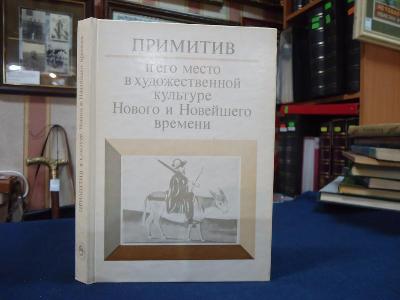 ПРИМИТИВ
и его место
в художественной
культуре
Нового и Новейшего
времени